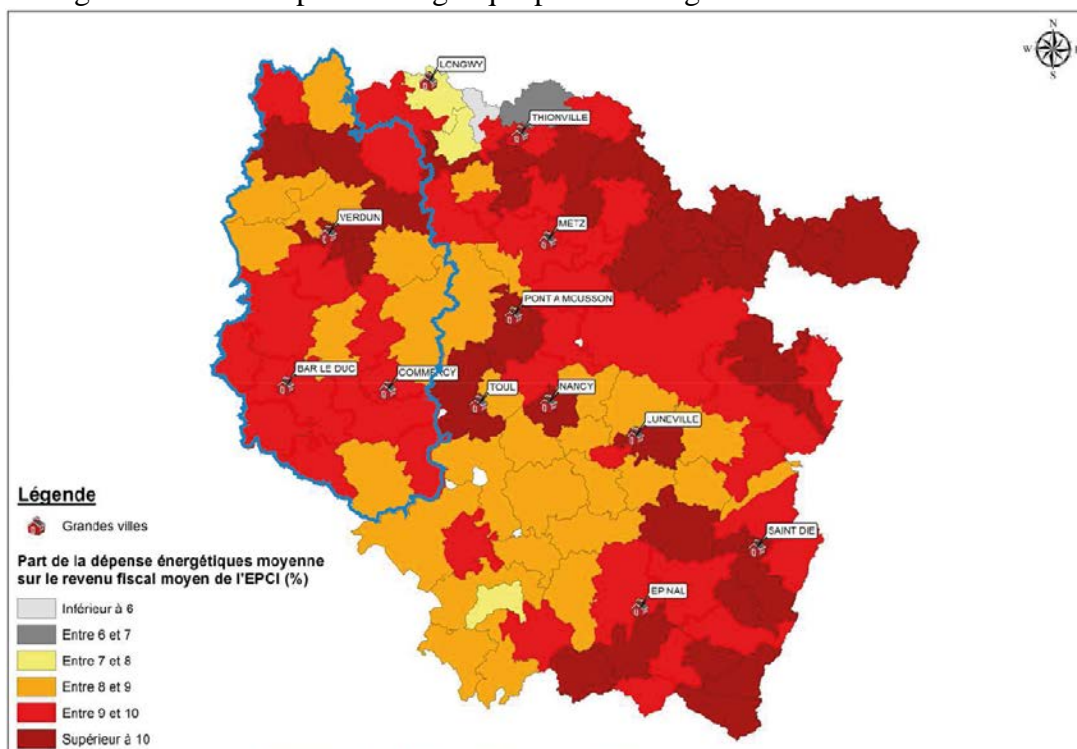 N
W
S
LONGWY
THIONVILLE
VERDUN
METZ
PONT A MOUSSON
BAR LE DUC
COMMERCY
TOUL
NANCY
LUNEVILLE
SAINT DIE
EPINAL
Légende
Grandes villes
Part de la dépense énergétiques moyenne
sur le revenu fiscal moyen de l'EPCI (%)
Inférieur à 6
Entre 6 et 7
Entre 7 et 8
Entre 8 et 9
Entre 9 et 10
Supérieur à 10